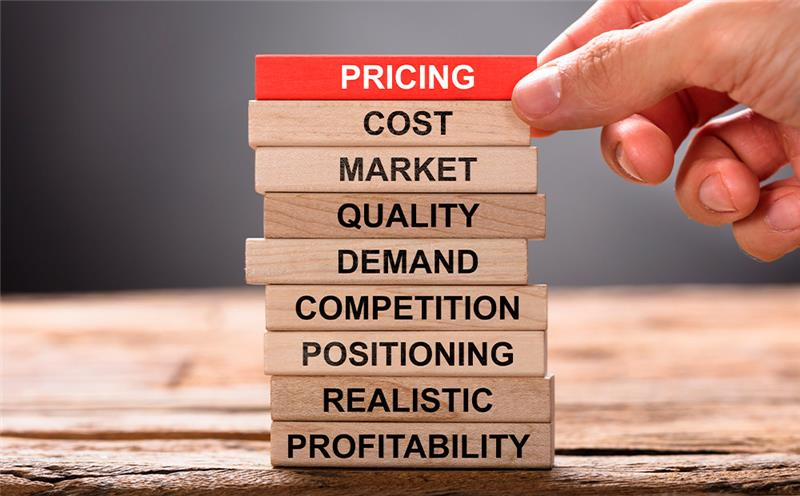 PRICING
COST
MARKET
QUALITY
DEMAND
COMPETITION
POSITIONING
REALISTIC
PROFITABILITY